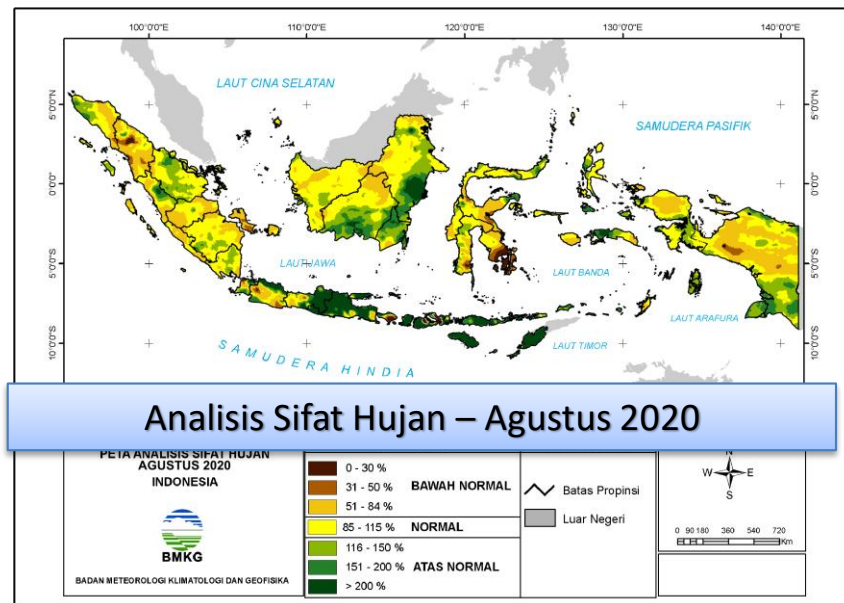 100°0'0"E 110°0'0"E 120°0'0"E 130°0'0"E 140°0'0"E
5°0'0"N
0°0'0"
5°0'0"S
10°0'0"S
5°0'0"N
0°0'0"
5°0'0"S
10°0'0"S
LAUT CINA SELATAN
SAMUDERA PASIFIK
LAUT JAWA
LAUT BANDA
LAUT ARAFURA
LAUT TIMOR
SAMUDERA HINDIA
Analisis Sifat Hujan – Agustus 2020
PETA ANALISIS SIFAT HUJAN
AGUSTUS 2020
INDONESIA
BMKG
BADAN METEOROLOGI KLIMATOLOGI DAN GEOFISIKA
0 - 30 %
31 - 50 % BAWAH NORMAL
51 - 84 %
85 - 115 % NORMAL
116 - 150 %
151 - 200 % ATAS NORMAL
> 200 %
Batas Propinsi
Luar Negeri
N
W E
S
0 90 180 360 540 720
Km